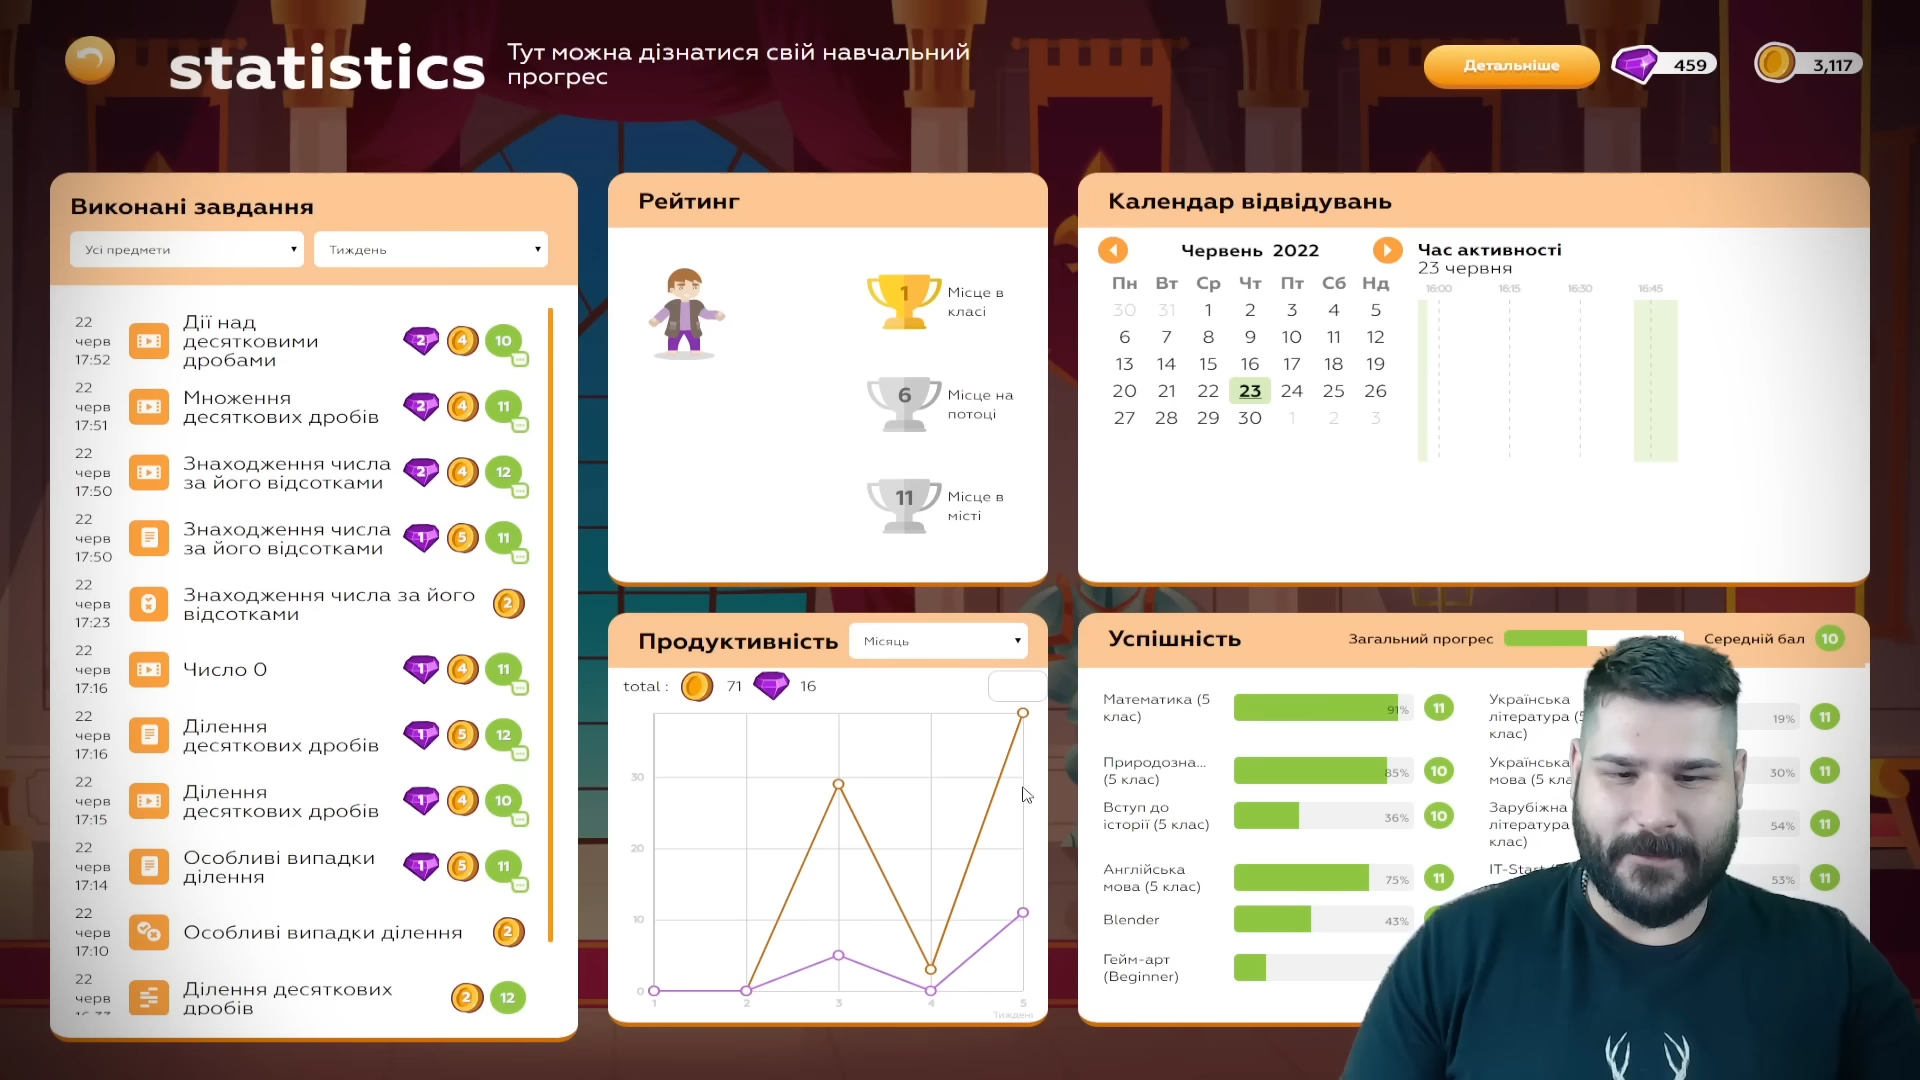 statistics
Тут можна дізнатися свій навчальний
прогрес
Детальніше
459
3,117
Виконані завдання
Усі предмети
Тиждень
22
черв
17:52
Дії над
десятковими
дробами
2
4
10
22
черв
17:51
Множення
десяткових дробів
2
4
11
22
черв
17:50
Знаходження числа
за його відсотками
2
4
12
22
черв
17:50
Знаходження числа
за його відсотками
1
5
11
22
черв
17:23
Знаходження числа за його
відсотками
2
22
черв
17:16
Число 0
1
4
11
22
черв
17:16
Ділення
десяткових дробів
1
5
12
22
черв
17:15
Ділення
десяткових дробів
1
4
10
22
черв
17:14
Особливі випадки
ділення
1
5
11
22
черв
17:10
Особливі випадки ділення
2
22
черв
Ділення десяткових
дробів
2
12
Рейтинг
1
Місце в
класі
6
Місце на
потоці
11
Місце в
місті
Продуктивність
Місяць
total :
71
16
30
20
10
0
1 2 3 4 5
Тиждені
Календар відвідувань
Червень 2022
Пн Вт Ср Чт Пт Сб Нд
30 31 1 2 3 4 5
6 7 8 9 10 11 12
13 14 15 16 17 18 19
20 21 22 23 24 25 26
27 28 29 30 1 2 3
Час активності
23 червня
16:00 16:15 16:30 16:45
Успішність
Загальний прогрес
Середній бал
10
Математика (5
клас)
91%
11
Природозна...
(5 клас)
85%
10
Вступ до
історії (5 клас)
36%
10
Англійська
мова (5 клас)
75%
11
Blender
43%
Гейм-арт
(Beginner)
Українська
література (5
клас)
19%
11
Українська
мова (5 кла
30%
11
Зарубіжна
література
клас)
54%
11
IT-Start
53%
11